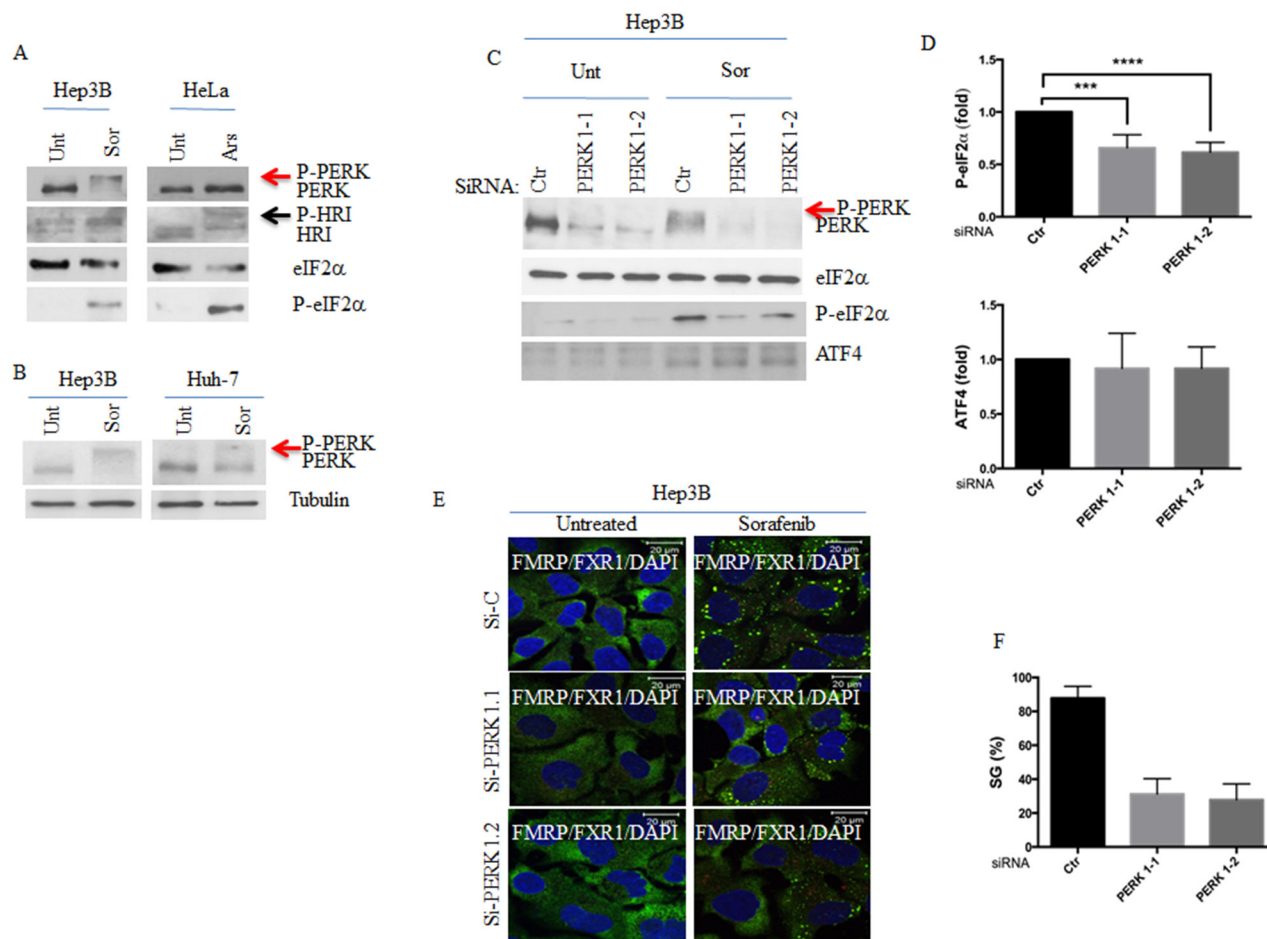 A
Hep3B
HeLa
Unt
Sor
Unt
Ars
P-PERK
PERK
P-HRI
HRI
eIF2α
P-eIF2α
B
Hep3B
Huh-7
Unt
Sor
Unt
Sor
P-PERK
PERK
Tubulin
C
Hep3B
Unt
Sor
SiRNA:
Ctr
PERK 1-1
PERK 1-2
Ctr
PERK 1-1
PERK 1-2
P-PERK
PERK
eIF2α
P-eIF2α
ATF4
D
P-eIF2α (fold)
1.5
1.0
0.5
0.0
***
****
siRNA
Ctr
PERK 1-1
PERK 1-2
ATF4 (fold)
1.5
1.0
0.5
0.0
siRNA
Ctr
PERK 1-1
PERK 1-2
E
Hep3B
Untreated
Sorafenib
Si-C
20 µm
FMRP/FXR1/DAPI
20 µm
FMRP/FXR1/DAPI
Si-PERK1.1
20 µm
FMRP/FXR1/DAPI
20 µm
FMRP/FXR1/DAPI
Si-PERK1.2
20 µm
FMRP/FXR1/DAPI
20 µm
FMRP/FXR1/DAPI
F
SG (%)
100
80
60
40
20
0
siRNA
Ctr
PERK 1-1
PERK 1-2